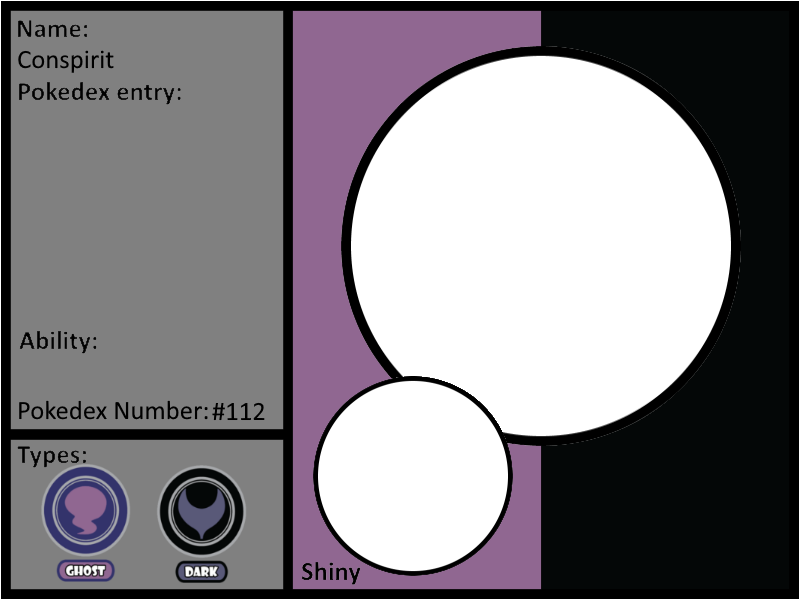 Name:
Conspirit
Pokedex entry:
Ability:
Pokedex Number: #112
Types:
GHOST
DARK
Shiny